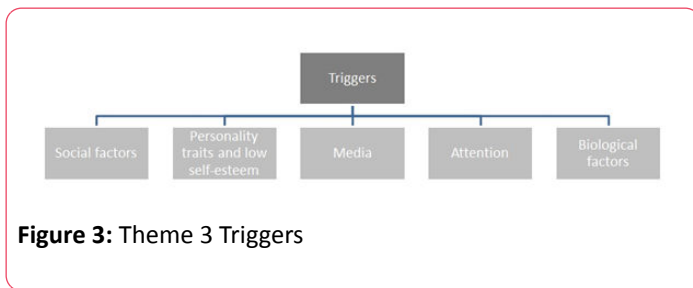 Triggers
Social factors
Personality
traits and low
self-esteem
Media
Attention
Biological
factors
Figure 3: Theme 3 Triggers